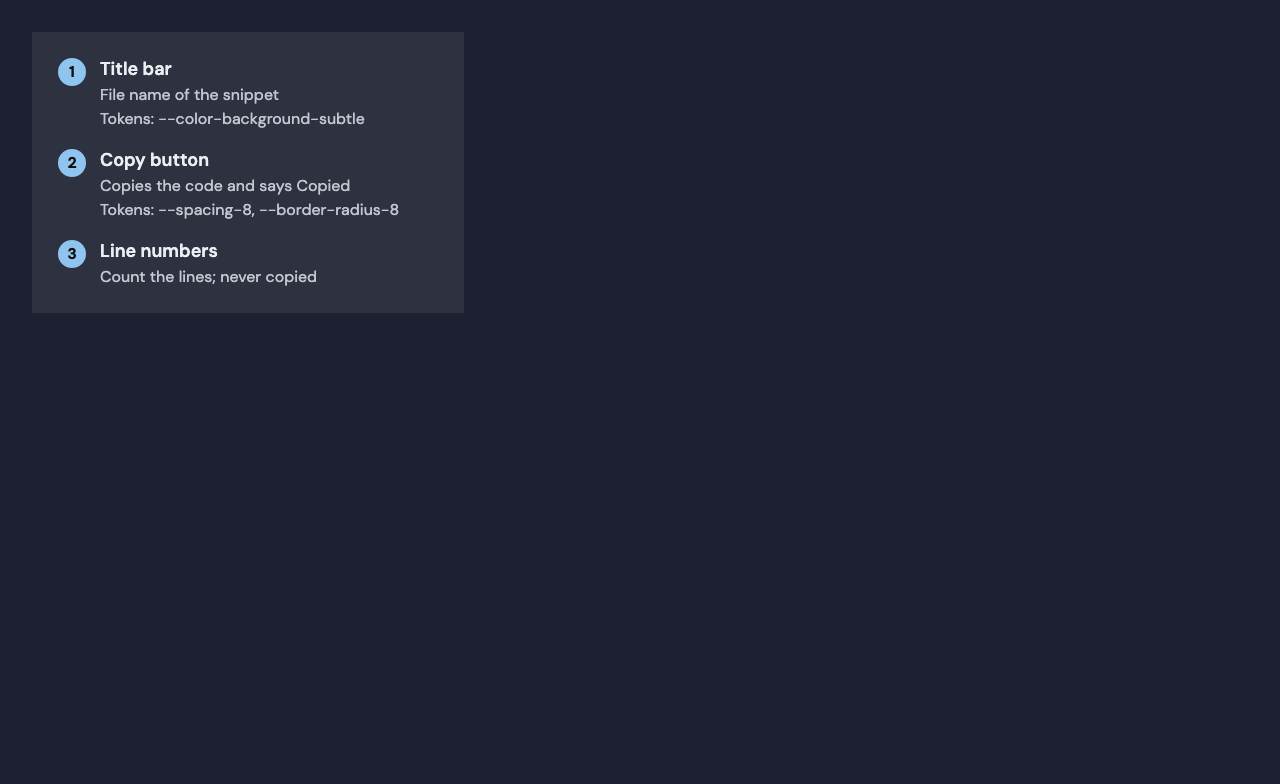 1 Title bar
File name of the snippet
Tokens: --color-background-subtle
2 Copy button
Copies the code and says Copied
Tokens: --spacing-8, --border-radius-8
3 Line numbers
Count the lines; never copied